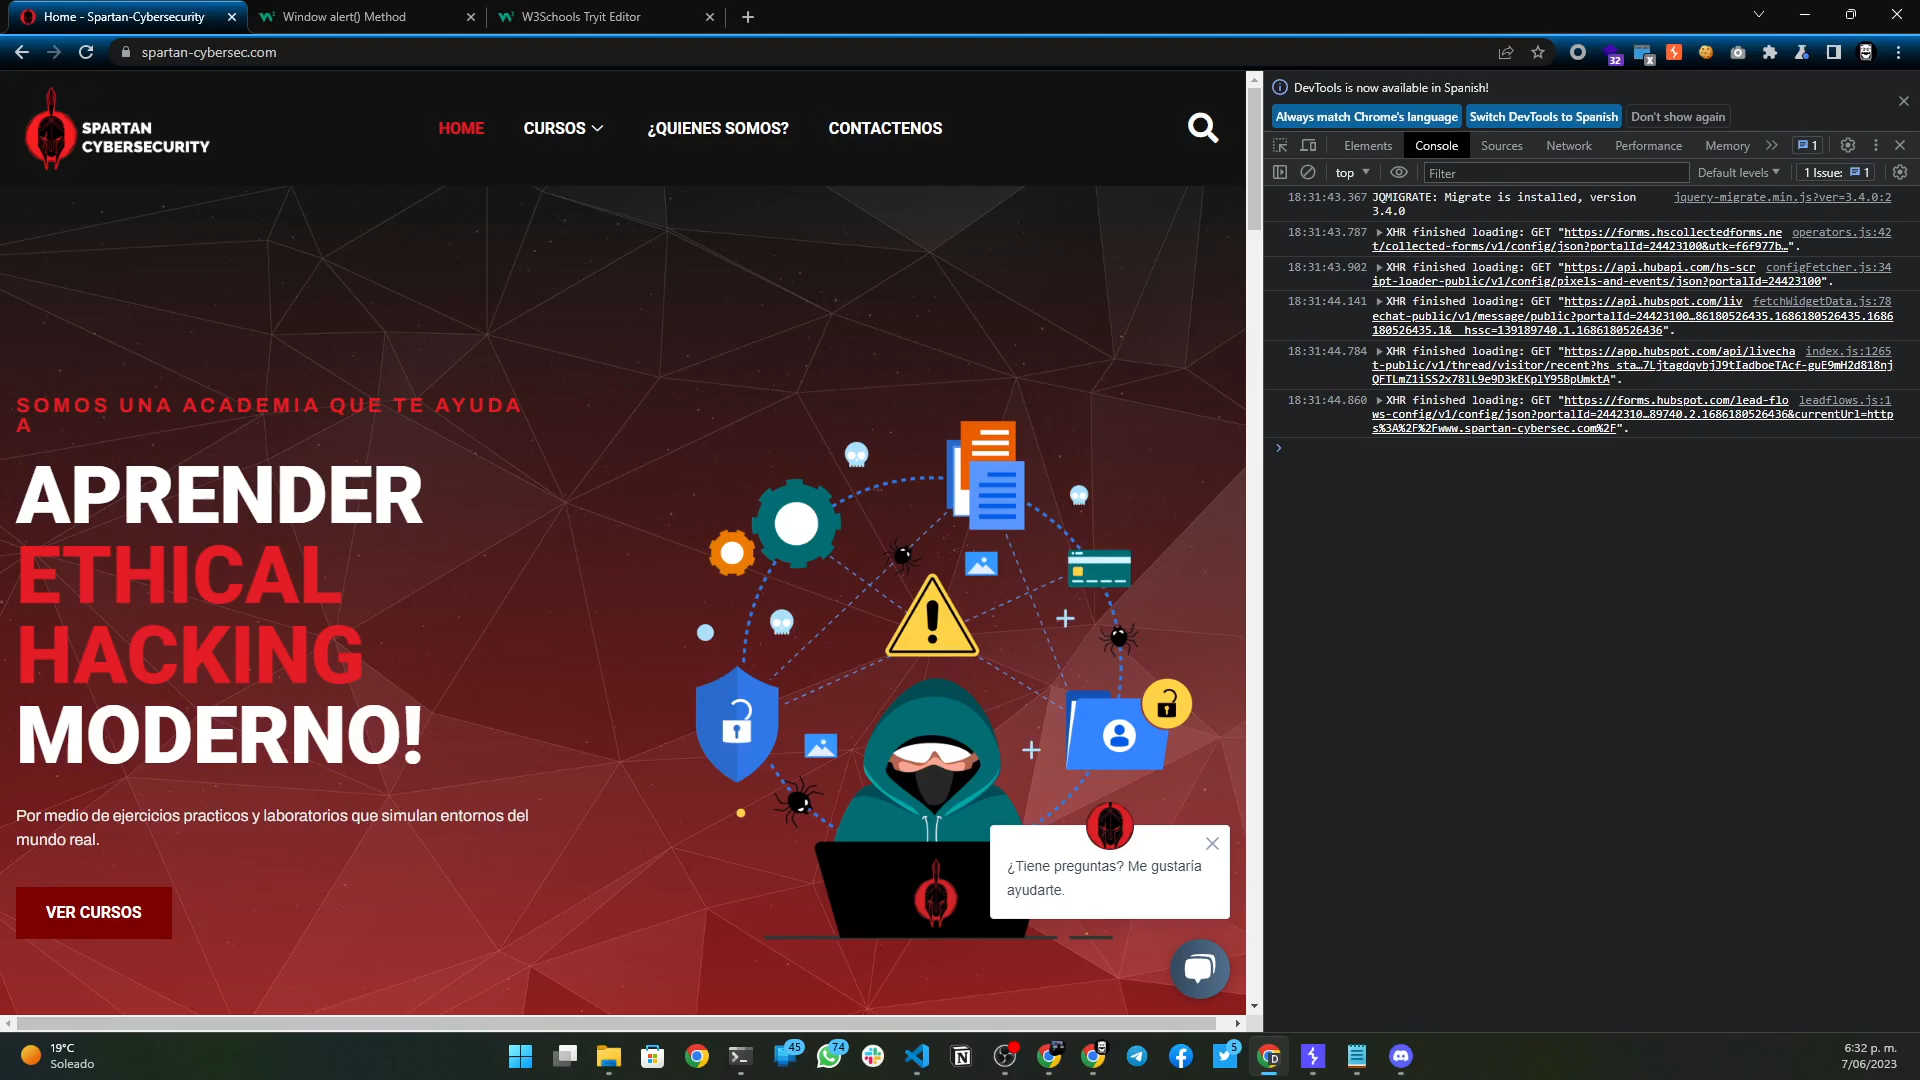 Home - Spartan-Cybersecurity
Window alert() Method
W3Schools Tryit Editor
spartan-cybersec.com
32
X
SPARTAN
CYBERSECURITY
HOME
CURSOS
¿QUIENES SOMOS?
CONTACTENOS
SOMOS UNA ACADEMIA QUE TE AYUDA
A
APRENDER
ETHICAL
HACKING
MODERNO!
Por medio de ejercicios practicos y laboratorios que simulan entornos del
mundo real.
VER CURSOS
¿Tiene preguntas? Me gustaría
ayudarte.
DevTools is now available in Spanish!
Always match Chrome's language
Switch DevTools to Spanish
Don't show again
Elements
Console
Sources
Network
Performance
Memory
1
top
Filter
Default levels
1 Issue: 1
18:31:43.367 JQMIGRATE: Migrate is installed, version jquery-migrate.min.js?ver=3.4.0:2
3.4.0
18:31:43.787 XHR finished loading: GET "https://forms.hscollectedforms.ne operators.js:42
t/collected-forms/v1/config/json?portalId=24423100&utk=f6f977b…".
18:31:43.902 XHR finished loading: GET "https://api.hubapi.com/hs-scr configFetcher.js:34
ipt-loader-public/v1/config/pixels-and-events/json?portalId=24423100".
18:31:44.141 XHR finished loading: GET "https://api.hubspot.com/liv fetchWidgetData.js:78
echat-public/v1/message/public?portalId=24423100…86180526435.1686180526435.1686
180526435.1&__hssc=139189740.1.1686180526436".
18:31:44.784 XHR finished loading: GET "https://app.hubspot.com/api/livecha index.js:1265
t-public/v1/thread/visitor/recent?hs_sta…7LjtagdqvbjJ9tIadboeTAcf-guE9mH2d818nj
QFTLmZ1iSS2x78lL9e9D3kEKplY95BpUmktA".
18:31:44.860 XHR finished loading: GET "https://forms.hubspot.com/lead-flo leadflows.js:1
ws-config/v1/config/json?portalId=2442310…89740.2.1686180526436&currentUrl=http
s%3A%2F%2Fwww.spartan-cybersec.com%2F".
19°C
Soleado
45
74
5
D
6:32 p. m.
7/06/2023